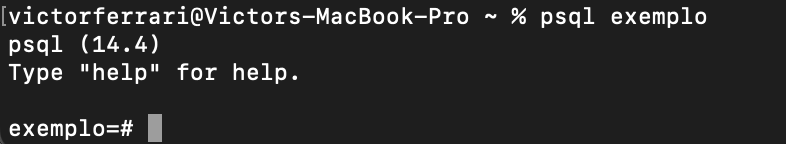 [victorferrari@Victors-MacBook-Pro ~ % psql exemplo
psql (14.4)
Type "help" for help.
exemplo=#